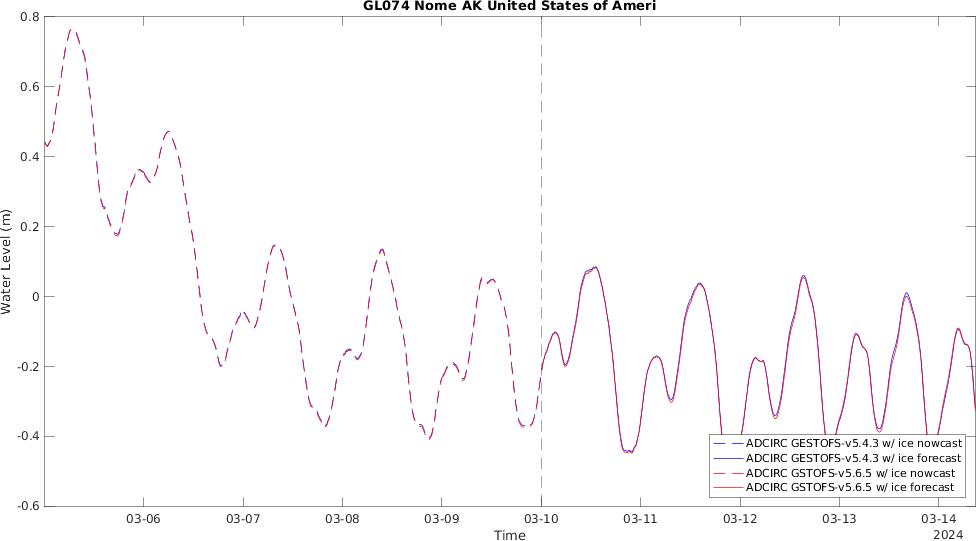 GL074 Nome AK United States of Ameri
0.8
0.6
0.4
0.2
0
-0.2
-0.4
-0.6
Water Level (m)
ADCIRC GESTOFS-v5.4.3 w/ ice nowcast
ADCIRC GESTOFS-v5.4.3 w/ ice forecast
ADCIRC GSTOFS-v5.6.5 w/ ice nowcast
ADCIRC GSTOFS-v5.6.5 w/ ice forecast
03-06 03-07 03-08 03-09 03-10 03-11 03-12 03-13 03-14
Time 2024